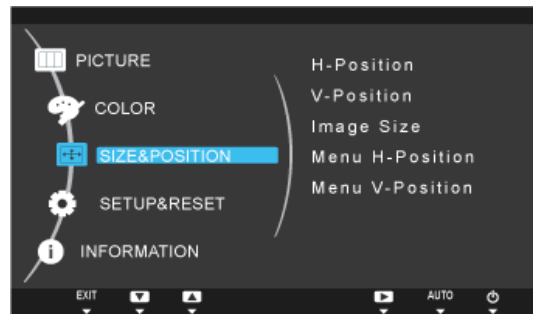 PICTURE
COLOR
SIZE&POSITION
SETUP&RESET
INFORMATION
H-Position
V-Position
Image Size
Menu H-Position
Menu V-Position
EXIT
AUTO